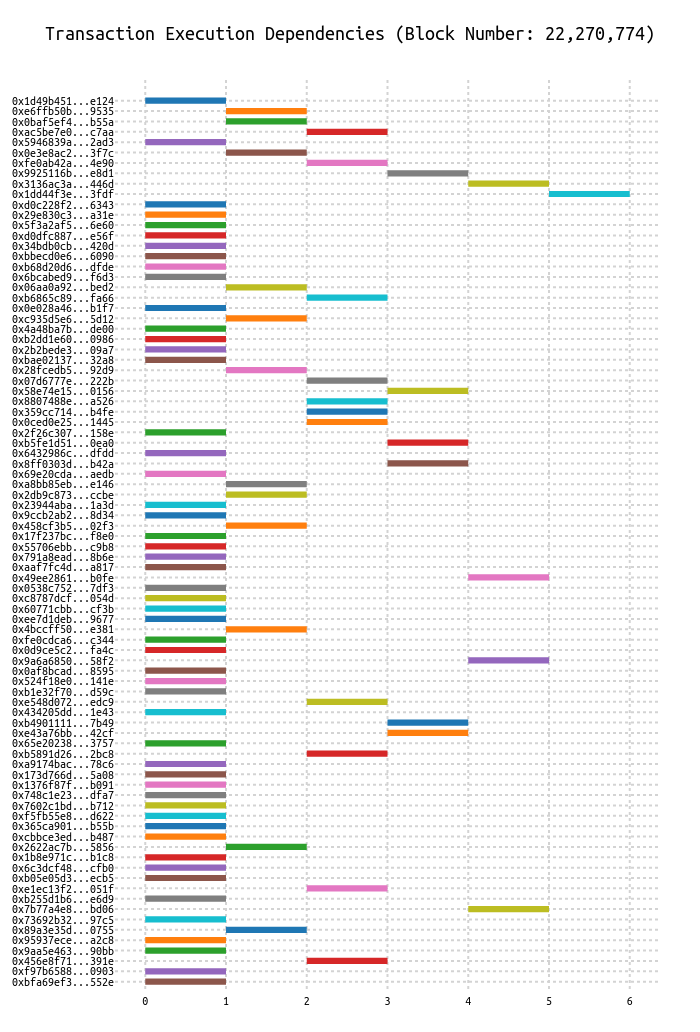 Transaction Execution Dependencies (Block Number: 22,270,774)
0x1d49b451...e124
0xe6ffb50b...9535
0x0baf5ef4...b55a
0xac5be7e0...c7aa
0x5946839a...2ad3
0x0e3e8ac2...3f7c
0xfe0ab42a...4e90
0x9925116b...e8d1
0x3136ac3a...446d
0x1dd44f3e...3fdf
0xd0c228f2...6343
0x29e830c3...a31e
0x5f3a2af5...6e60
0xd0dfc887...e56f
0x34bdb0cb...420d
0xbbecd0e6...6090
0xb68d20d6...dfde
0x6bcabed9...f6d3
0x06aa0a92...bed2
0xb6865c89...fa66
0x0e028a46...b1f7
0xc935d5e6...5d12
0x4a48ba7b...de00
0xb2dd1e60...0986
0x2b2bede3...09a7
0xbae02137...32a8
0x28fcedb5...92d9
0x07d6777e...222b
0x58e74e15...0156
0x8807488e...a526
0x359cc714...b4fe
0x0ced0e25...1445
0x2f26c307...158e
0xb5fe1d51...0ea0
0x6432986c...dfdd
0x8ff0303d...b42a
0x69e20cda...aedb
0xa8bb85eb...e146
0x2db9c873...ccbe
0x23944aba...1a3d
0x9ccb2ab2...8d34
0x458cf3b5...02f3
0x17f237bc...f8e0
0x55706ebb...c9b8
0x791a8ead...8b6e
0xaaf7fc4d...a817
0x49ee2861...b0fe
0x0538c752...7df3
0xc8787dcf...054d
0x60771cbb...cf3b
0xee7d1deb...9677
0x4bccff50...e381
0xfe0cdca6...c344
0x0d9ce5c2...fa4c
0x9a6a6850...58f2
0x0af8bcad...8595
0x524f18e0...141e
0xb1e32f70...d59c
0xe548d072...edc9
0x434205dd...1e43
0xb4901111...7b49
0xe43a76bb...42cf
0x65e20238...3757
0xb5891d26...2bc8
0xa9174bac...78c6
0x173d766d...5a08
0x1376f87f...b091
0x748c1e23...dfa7
0x7602c1bd...b712
0xf5fb55e8...d622
0x365ca901...b55b
0xcbbce3ed...b487
0x2622ac7b...5856
0x1b8e971c...b1c8
0x6c3dcf48...cfb0
0xb05e05d3...ecb5
0xe1ec13f2...051f
0xb255d1b6...e6d9
0x7b77a4e8...bd06
0x73692b32...97c5
0x89a3e35d...0755
0x95937ece...a2c8
0x9aa5e463...90bb
0x456e8f71...391e
0xf97b6588...0903
0xbfa69ef3...552e
0 1 2 3 4 5 6